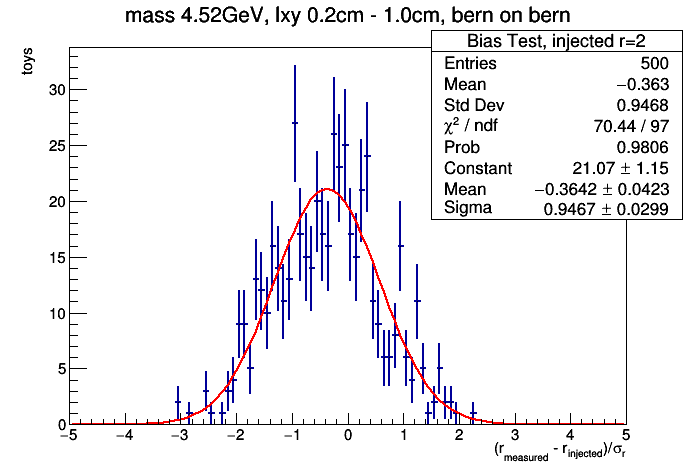 mass 4.52GeV, lxy 0.2cm - 1.0cm, bern on bern
Bias Test, injected r=2
Entries 500
Mean −0.363
Std Dev 0.9468
χ² / ndf 70.44 / 97
Prob 0.9806
Constant 21.07 ± 1.15
Mean −0.3642 ± 0.0423
Sigma 0.9467 ± 0.0299
toys
30
25
20
15
10
5
0
−5 −4 −3 −2 −1 0 1 2 3 4 5
(r_measured - r_injected)/σ_r